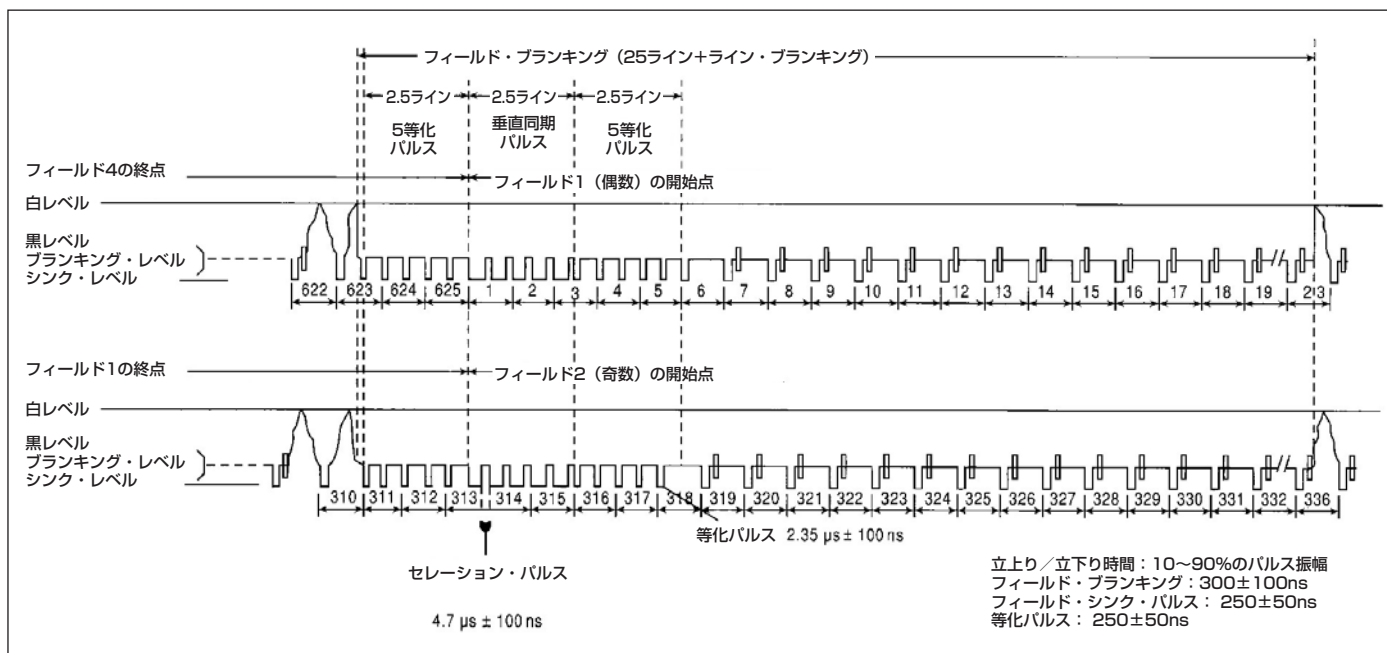 フィールド・ブランキング（25ライン＋ライン・ブランキング）
2.5ライン 2.5ライン 2.5ライン
5等化パルス 垂直同期パルス 5等化パルス
フィールド4の終点
フィールド1（偶数）の開始点
白レベル
黒レベル
ブランキング・レベル
シンク・レベル
622 623 624 625 1 2 3 4 5 6 7 8 9 10 11 12 13 14 15 16 17 18 19 23
フィールド1の終点
フィールド2（奇数）の開始点
白レベル
黒レベル
ブランキング・レベル
シンク・レベル
310 311 312 313 314 315 316 317 318 319 320 321 322 323 324 325 326 327 328 329 330 331 332 336
等化パルス 2.35 µs ± 100 ns
セレーション・パルス
4.7 µs ± 100 ns
立上り／立下り時間：10～90%のパルス振幅
フィールド・ブランキング：300±100ns
フィールド・シンク・パルス： 250±50ns
等化パルス： 250±50ns